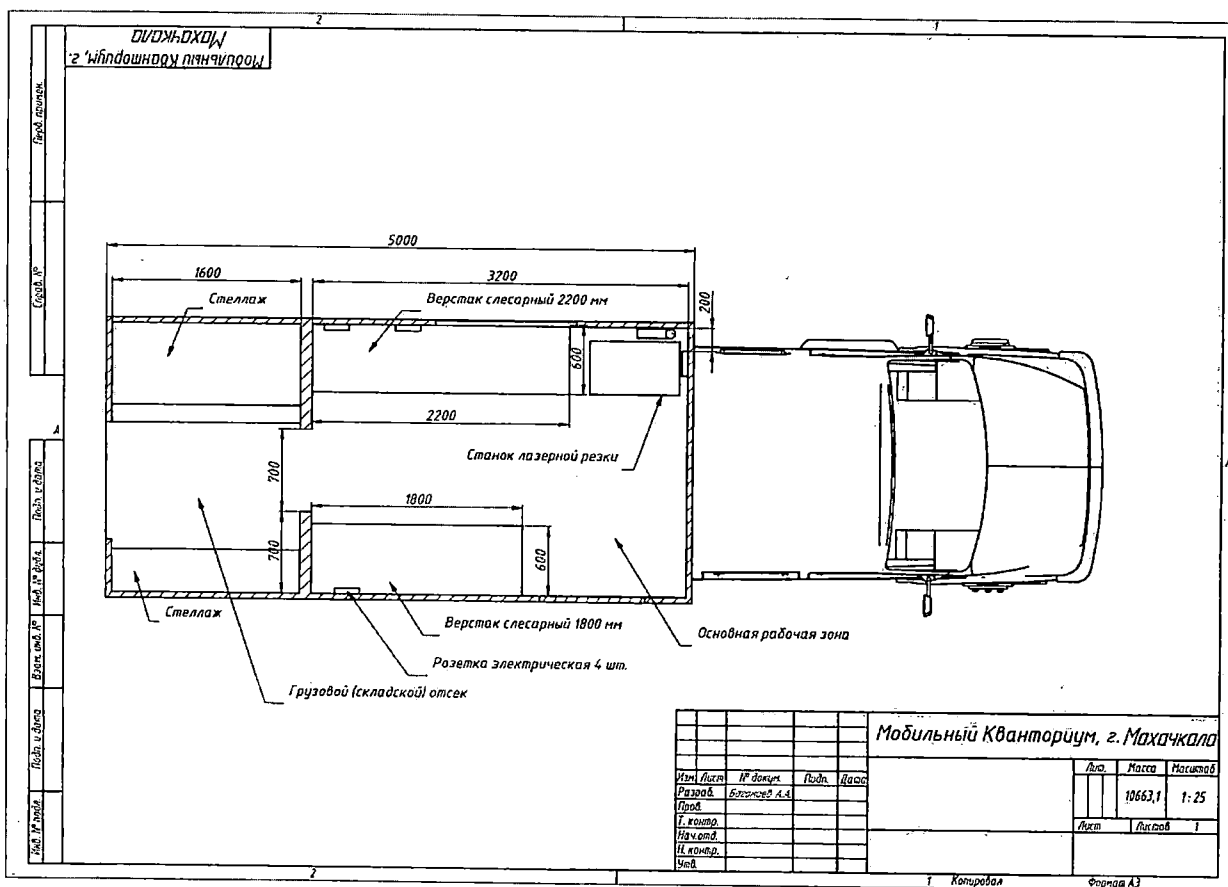 2
1
Мобильный Кванториум, г.
Махачкала
Перв. примен.
Справ. №
А
Подп. и дата
Инв. № дубл.
Взам. инв. №
Подп. и дата
Инв. № подл.
5000
1600
3200
200
Стеллаж
Верстак слесарный 2200 мм
600
2200
Станок лазерной резки
700
1800
700
600
Стеллаж
Верстак слесарный 1800 мм
Основная рабочая зона
Розетка электрическая 4 шт.
Грузовой (складской) отсек
Мобильный Кванториум, г. Махачкала
Изм. Лист № докум. Подп. Дата
Разраб.
Пров.
Т. контр.
Нач.отд.
Н. контр.
Утв.
Лит. Масса Масштаб
10663,1 1:25
Лист Листов 1
2
1 Копировал Формат А3